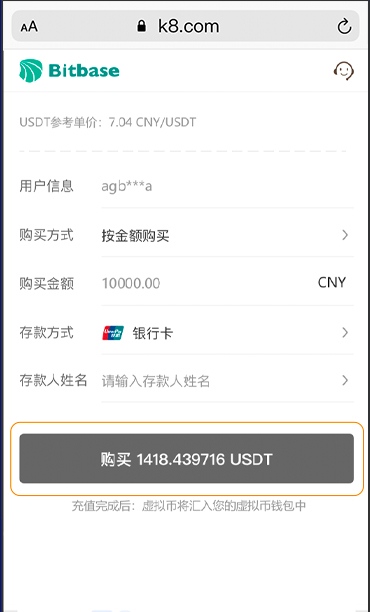 AA k8.com
Bitbase
USDT参考单价：7.04 CNY/USDT
用户信息 agb***a
购买方式 按金额购买
购买金额 10000.00 CNY
存款方式 UnionPay 银联 银行卡
存款人姓名 请输入存款人姓名
购买 1418.439716 USDT
充值完成后：虚拟币将汇入您的虚拟币钱包中